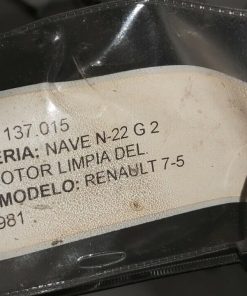 137.015
ERIA: NAVE N-22 G 2
OTOR LIMPIA DEL.
MODELO: RENAULT 7-5
981